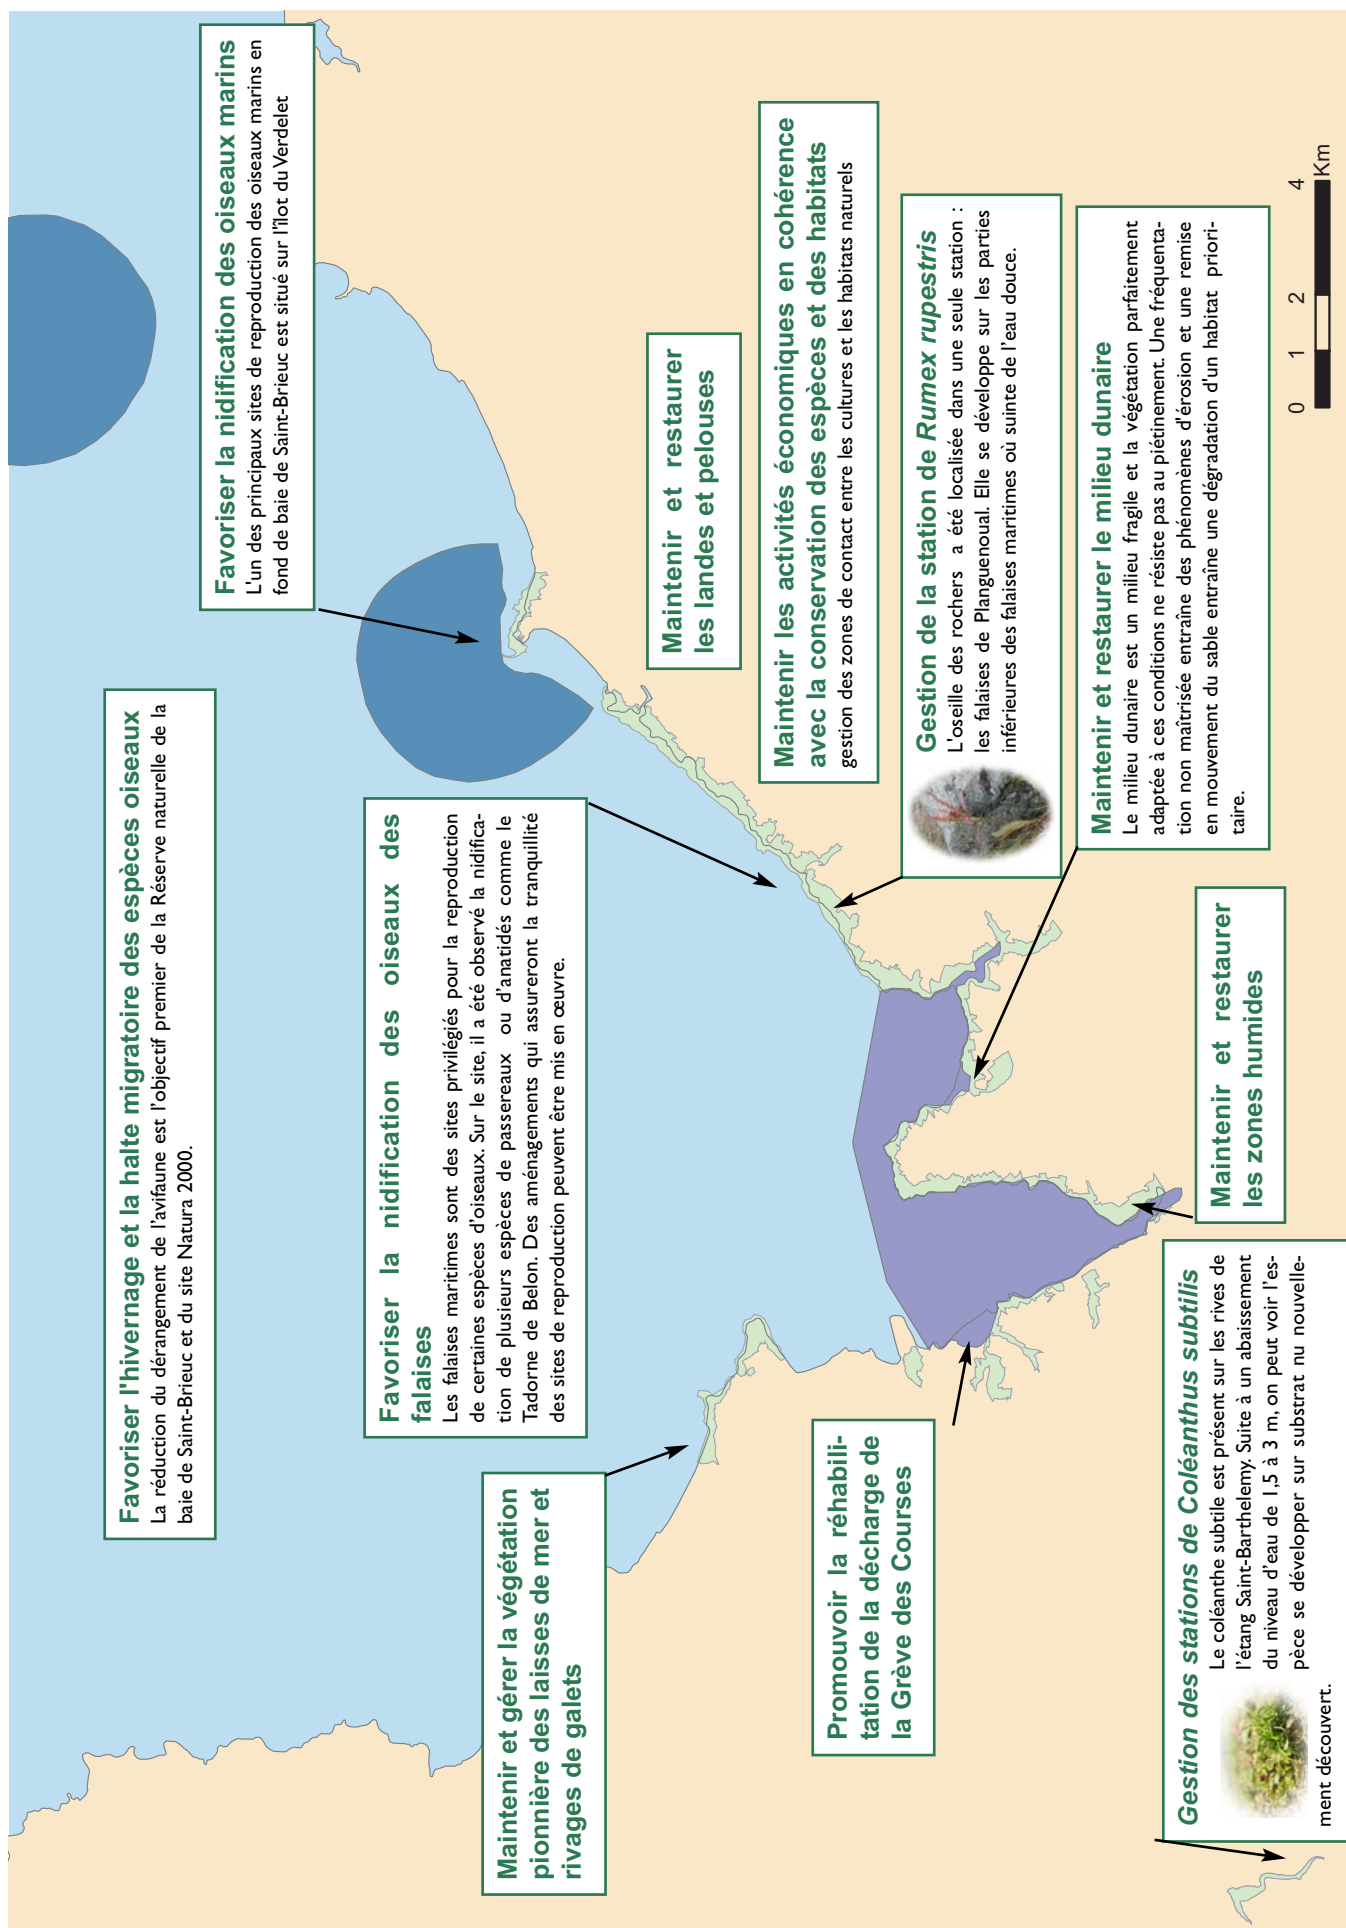 Favoriser l'hivernage et la halte migratoire des espèces oiseaux
La réduction du dérangement de l'avifaune est l'objectif premier de la Réserve naturelle de la
baie de Saint-Brieuc et du site Natura 2000.
Favoriser la nidification des oiseaux marins
L'un des principaux sites de reproduction des oiseaux marins en
fond de baie de Saint-Brieuc est situé sur l'îlot du Verdelet
Favoriser la nidification des oiseaux des
falaises
Les falaises maritimes sont des sites privilégiés pour la reproduction
de certaines espèces d'oiseaux. Sur le site, il a été observé la nidifica-
tion de plusieurs espèces de passereaux ou d'anatidés comme le
Tadorne de Belon. Des aménagements qui assureront la tranquillité
des sites de reproduction peuvent être mis en œuvre.
Maintenir et gérer la végétation
pionnière des laisses de mer et
rivages de galets
Maintenir et restaurer
les landes et pelouses
Maintenir les activités économiques en cohérence
avec la conservation des espèces et des habitats
gestion des zones de contact entre les cultures et les habitats naturels
Promouvoir la réhabili-
tation de la décharge de
la Grève des Courses
Gestion de la station de Rumex rupestris
L'oseille des rochers a été localisée dans une seule station :
les falaises de Planguenoual. Elle se développe sur les parties
inférieures des falaises maritimes où suinte de l'eau douce.
Maintenir et restaurer le milieu dunaire
Le milieu dunaire est un milieu fragile et la végétation parfaitement
adaptée à ces conditions ne résiste pas au piétinement. Une fréquenta-
tion non maîtrisée entraîne des phénomènes d'érosion et une remise
en mouvement du sable entraîne une dégradation d'un habitat priori-
taire.
Maintenir et restaurer
les zones humides
Gestion des stations de Coléanthus subtilis
Le coléanthe subtile est présent sur les rives de
l'étang Saint-Barthelemy. Suite à un abaissement
du niveau d'eau de 1,5 à 3 m, on peut voir l'es-
pèce se développer sur substrat nu nouvelle-
ment découvert.
0 1 2 4
Km